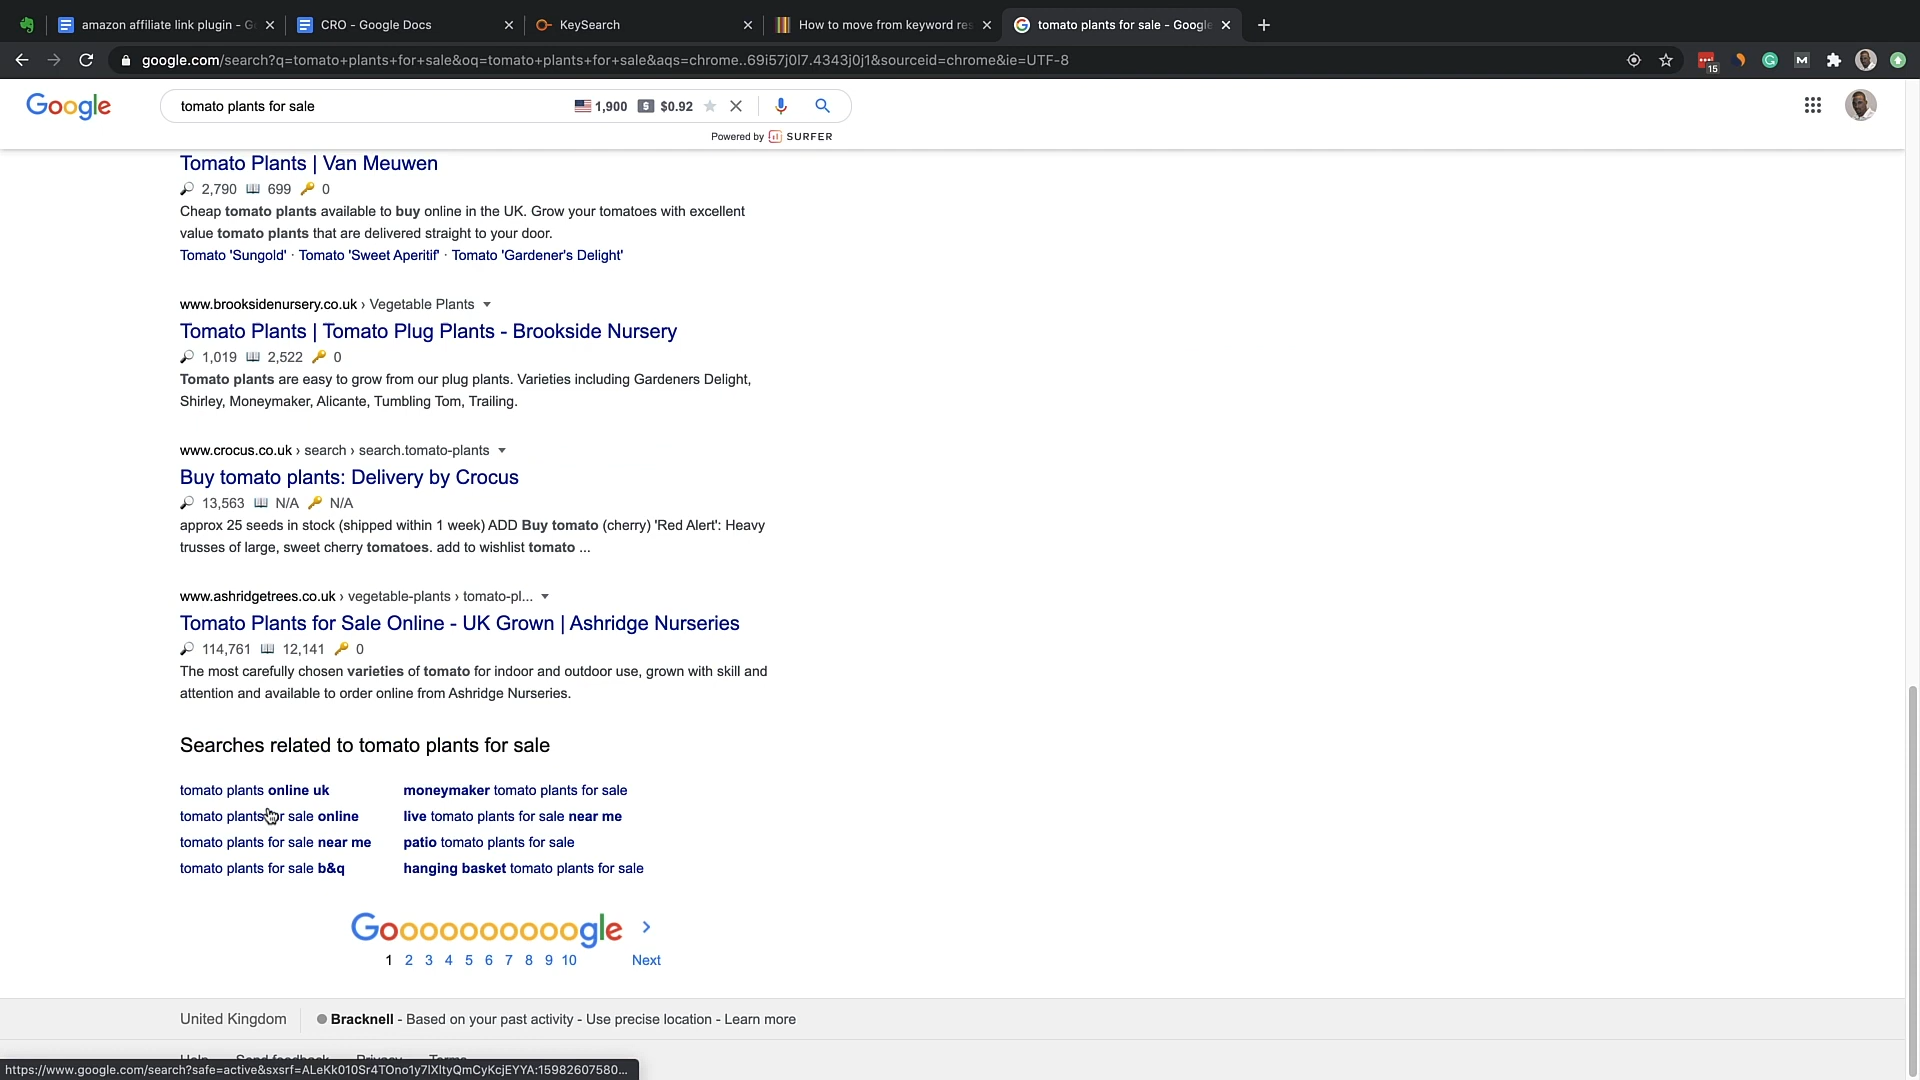 amazon affiliate link plugin - G
CRO - Google Docs
KeySearch
How to move from keyword res
tomato plants for sale - Google
google.com/search?q=tomato+plants+for+sale&oq=tomato+plants+for+sale&aqs=chrome..69i57j0l7.4343j0j1&sourceid=chrome&ie=UTF-8
15
Google
tomato plants for sale
1,900 $0.92
Powered by SURFER
Tomato Plants | Van Meuwen
2,790 699 0
Cheap tomato plants available to buy online in the UK. Grow your tomatoes with excellent
value tomato plants that are delivered straight to your door.
Tomato 'Sungold' · Tomato 'Sweet Aperitif' · Tomato 'Gardener's Delight'
www.brooksidenursery.co.uk › Vegetable Plants
Tomato Plants | Tomato Plug Plants - Brookside Nursery
1,019 2,522 0
Tomato plants are easy to grow from our plug plants. Varieties including Gardeners Delight,
Shirley, Moneymaker, Alicante, Tumbling Tom, Trailing.
www.crocus.co.uk › search › search.tomato-plants
Buy tomato plants: Delivery by Crocus
13,563 N/A N/A
approx 25 seeds in stock (shipped within 1 week) ADD Buy tomato (cherry) 'Red Alert': Heavy
trusses of large, sweet cherry tomatoes. add to wishlist tomato ...
www.ashridgetrees.co.uk › vegetable-plants › tomato-pl...
Tomato Plants for Sale Online - UK Grown | Ashridge Nurseries
114,761 12,141 0
The most carefully chosen varieties of tomato for indoor and outdoor use, grown with skill and
attention and available to order online from Ashridge Nurseries.
Searches related to tomato plants for sale
tomato plants online uk
tomato plants for sale online
tomato plants for sale near me
tomato plants for sale b&q
moneymaker tomato plants for sale
live tomato plants for sale near me
patio tomato plants for sale
hanging basket tomato plants for sale
Goooooooooogle
1 2 3 4 5 6 7 8 9 10 Next
United Kingdom
Bracknell - Based on your past activity - Use precise location - Learn more
Help Send feedback Privacy Terms
https://www.google.com/search?safe=active&sxsrf=ALeKk010Sr4TOno1y7lXltyQmCyKcjEYYA:15982607580...